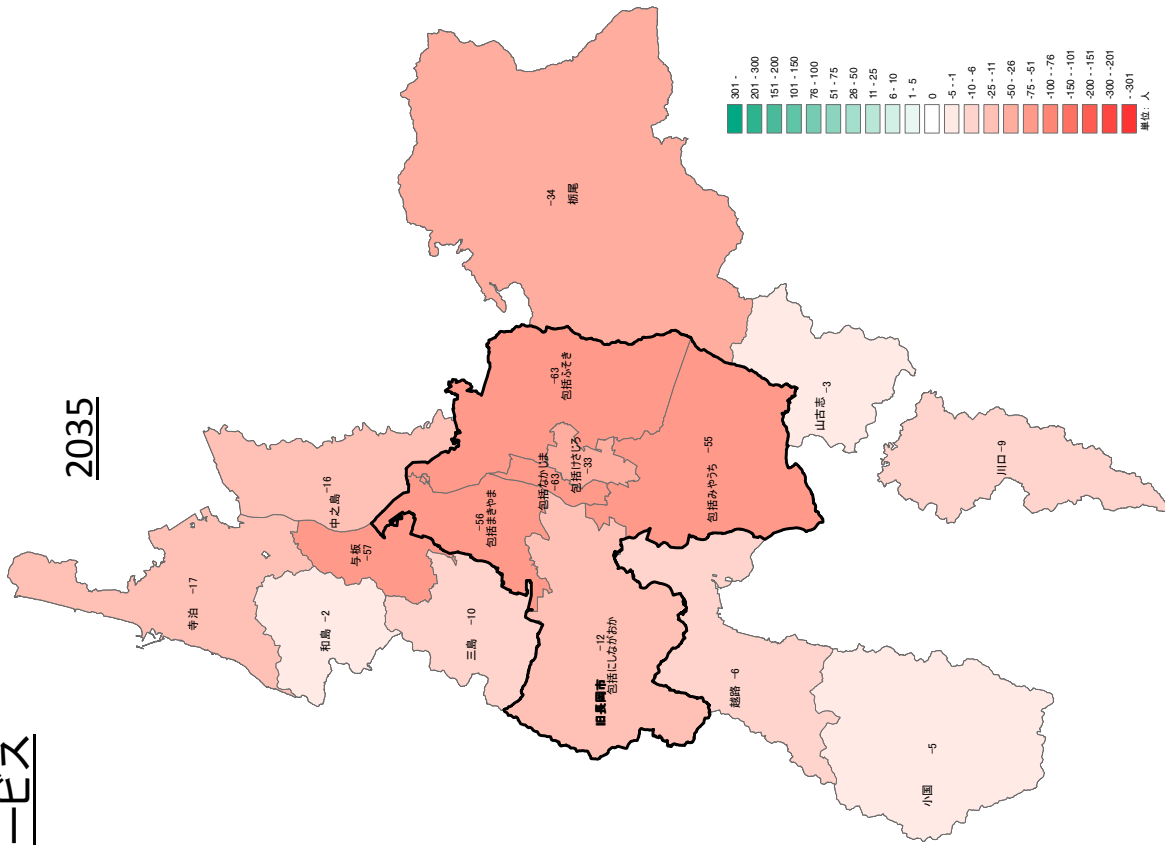 ービス
2035
-17
寺泊
-16
中之島
与板
-57
-2
和島
-10
三島
-56
包括まきやま
包括なかじま
-63
-63
包括ふそき
包括けさじろ
-33
-34
栃尾
-12
包括にしながおか
旧長岡市
-55
包括みやうち
-3
山古志
-9
川口
-6
越路
-5
小国
301 -
201 - 300
151 - 200
101 - 150
76 - 100
51 - 75
26 - 50
11 - 25
6 - 10
1 - 5
0
-5 - -1
-10 - -6
-25 - -11
-50 - -26
-75 - -51
-100 - -76
-150 - -101
-200 - -151
-300 - -201
- -301
単位: 人